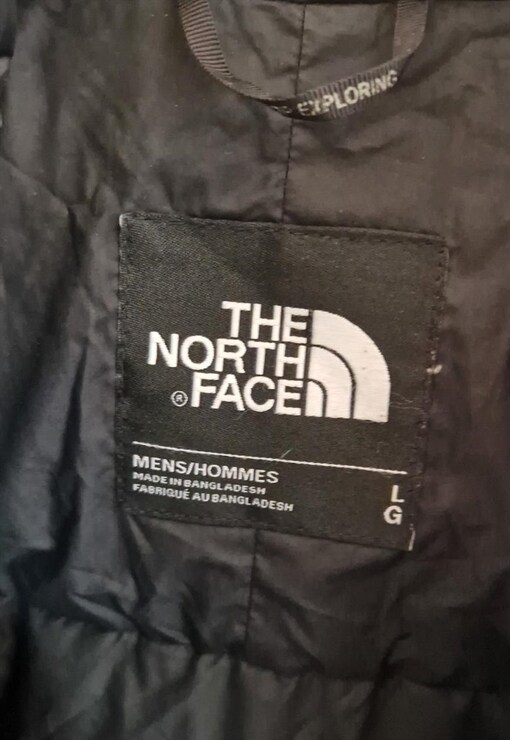 EXPLORING
THE
NORTH
® FACE
MENS/HOMMES
MADE IN BANGLADESH
FABRIQUÉ AU BANGLADESH
L
G